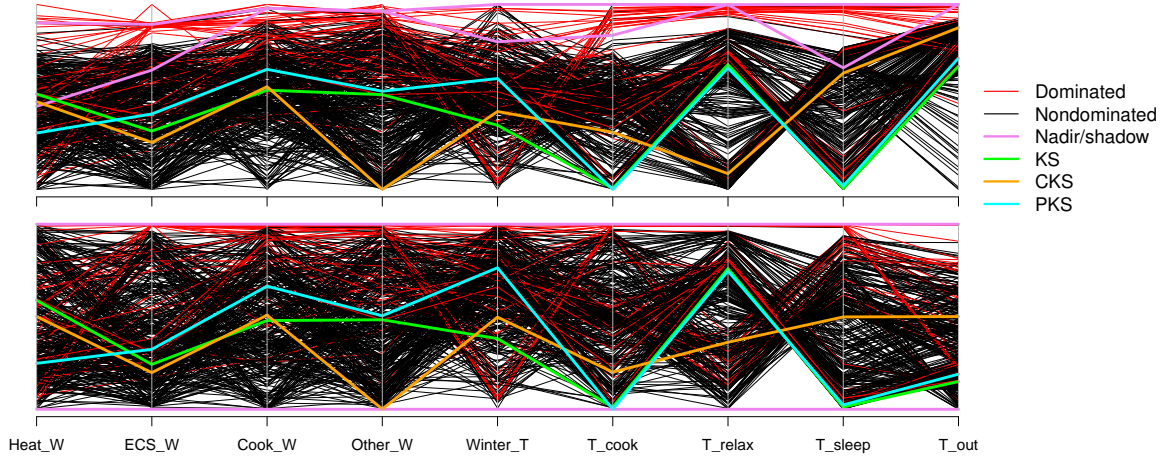 Dominated
Nondominated
Nadir/shadow
KS
CKS
PKS
Heat_W ECS_W Cook_W Other_W Winter_T T_cook T_relax T_sleep T_out